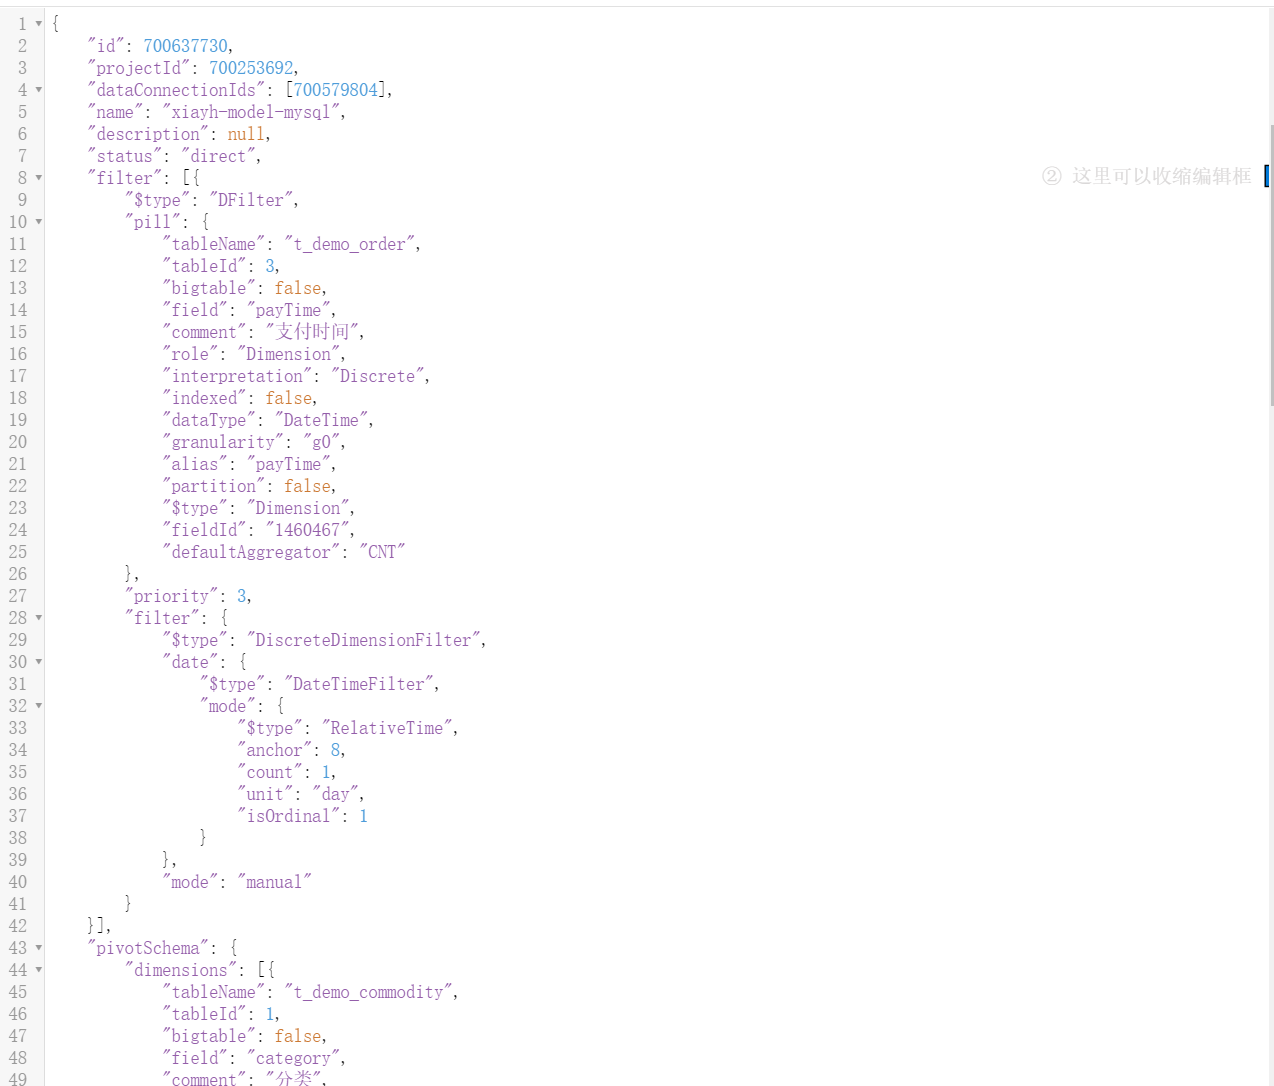 1 {
2 "id": 700637730,
3 "projectId": 700253692,
4 "dataConnectionIds": [700579804],
5 "name": "xiayh-model-mysql",
6 "description": null,
7 "status": "direct",
② 这里可以收缩编辑框
8 "filter": [{
9 "$type": "DFilter",
10 "pill": {
11 "tableName": "t_demo_order",
12 "tableId": 3,
13 "bigtable": false,
14 "field": "payTime",
15 "comment": "支付时间",
16 "role": "Dimension",
17 "interpretation": "Discrete",
18 "indexed": false,
19 "dataType": "DateTime",
20 "granularity": "g0",
21 "alias": "payTime",
22 "partition": false,
23 "$type": "Dimension",
24 "fieldId": "1460467",
25 "defaultAggregator": "CNT"
26 },
27 "priority": 3,
28 "filter": {
29 "$type": "DiscreteDimensionFilter",
30 "date": {
31 "$type": "DateTimeFilter",
32 "mode": {
33 "$type": "RelativeTime",
34 "anchor": 8,
35 "count": 1,
36 "unit": "day",
37 "isOrdinal": 1
38 }
39 },
40 "mode": "manual"
41 }
42 }],
43 "pivotSchema": {
44 "dimensions": [{
45 "tableName": "t_demo_commodity",
46 "tableId": 1,
47 "bigtable": false,
48 "field": "category",
49 "comment": "分类",